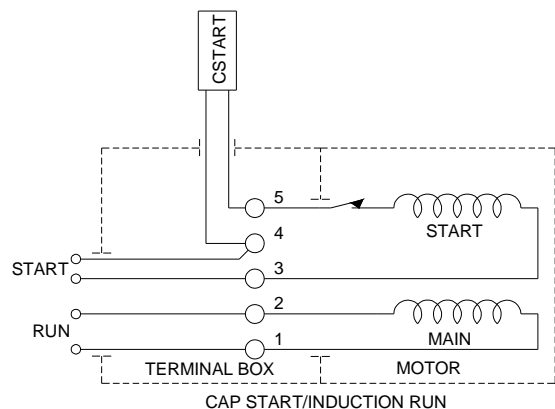 CSTART
5
START
4
START
3
2
RUN
MAIN
1
TERMINAL BOX
MOTOR
CAP START/INDUCTION RUN